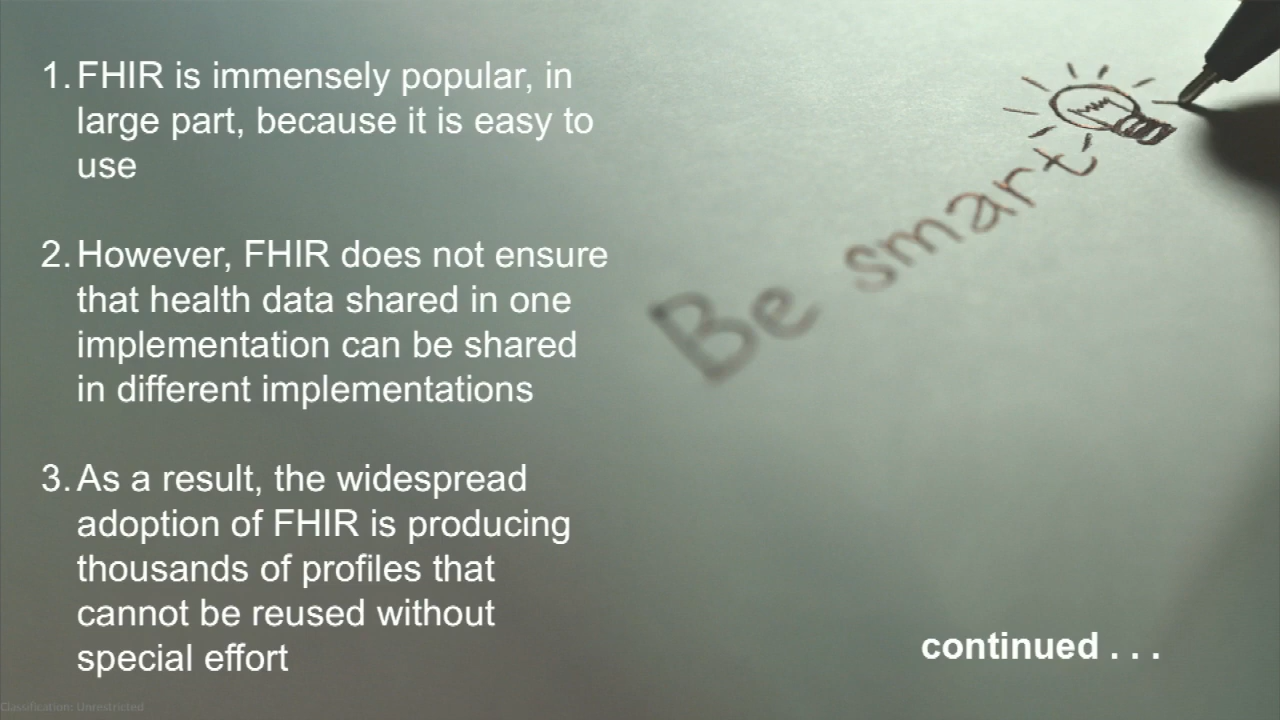 1. FHIR is immensely popular, in
large part, because it is easy to
use
2. However, FHIR does not ensure
that health data shared in one
implementation can be shared
in different implementations
3. As a result, the widespread
adoption of FHIR is producing
thousands of profiles that
cannot be reused without
special effort
Be smart
continued . . .
Classification: Unrestricted